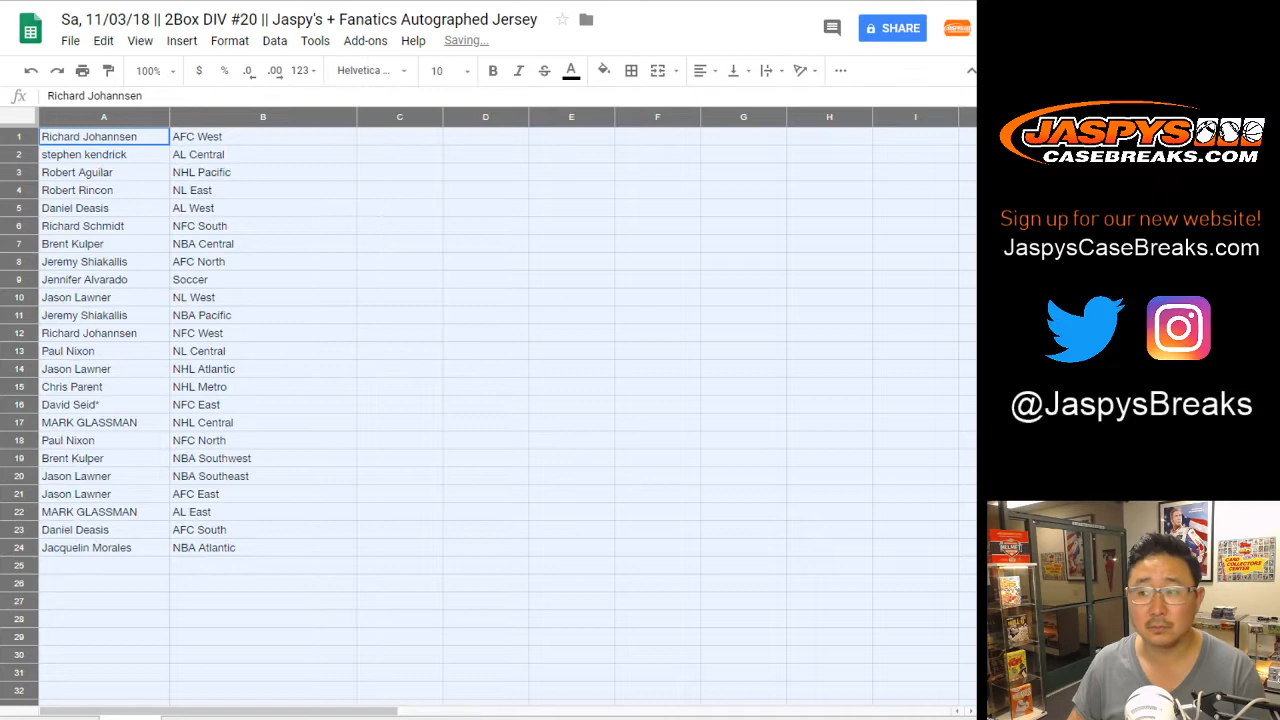 Sa, 11/03/18 || 2Box DIV #20 || Jaspy's + Fanatics Autographed Jersey
File Edit View Insert Format Data Tools Add-ons Help Saving...
SHARE
100% $ % .0 .00 123 Helvetica ... 10 B I S A
fx Richard Johannsen
A B C D E F G H I
1 Richard Johannsen AFC West
2 stephen kendrick AL Central
3 Robert Aguilar NHL Pacific
4 Robert Rincon NL East
5 Daniel Deasis AL West
6 Richard Schmidt NFC South
7 Brent Kulper NBA Central
8 Jeremy Shiakallis AFC North
9 Jennifer Alvarado Soccer
10 Jason Lawner NL West
11 Jeremy Shiakallis NBA Pacific
12 Richard Johannsen NFC West
13 Paul Nixon NL Central
14 Jason Lawner NHL Atlantic
15 Chris Parent NHL Metro
16 David Seid* NFC East
17 MARK GLASSMAN NHL Central
18 Paul Nixon NFC North
19 Brent Kulper NBA Southwest
20 Jason Lawner NBA Southeast
21 Jason Lawner AFC East
22 MARK GLASSMAN AL East
23 Daniel Deasis AFC South
24 Jacquelin Morales NBA Atlantic
25
26
27
28
29
30
31
32
JASPYS
CASEBREAKS.COM
Sign up for our new website!
JaspysCaseBreaks.com
@JaspysBreaks
HELMET
CARD
COLLECTORS
CENTER